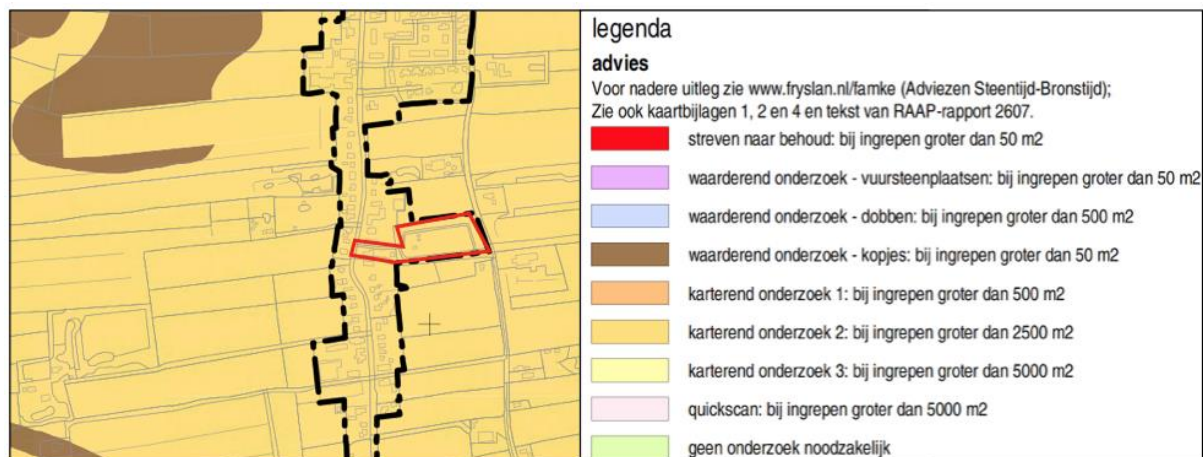 legenda
advies
Voor nadere uitleg zie www.fryslan.nl/famke (Adviezen Steentijd-Bronstijd);
Zie ook kaartbijlagen 1, 2 en 4 en tekst van RAAP-rapport 2607.
streven naar behoud: bij ingrepen groter dan 50 m2
waarderend onderzoek - vuursteenplaatsen: bij ingrepen groter dan 50 m2
waarderend onderzoek - dobben: bij ingrepen groter dan 500 m2
waarderend onderzoek - kopjes: bij ingrepen groter dan 50 m2
karterend onderzoek 1: bij ingrepen groter dan 500 m2
karterend onderzoek 2: bij ingrepen groter dan 2500 m2
karterend onderzoek 3: bij ingrepen groter dan 5000 m2
quickscan: bij ingrepen groter dan 5000 m2
geen onderzoek noodzakelijk